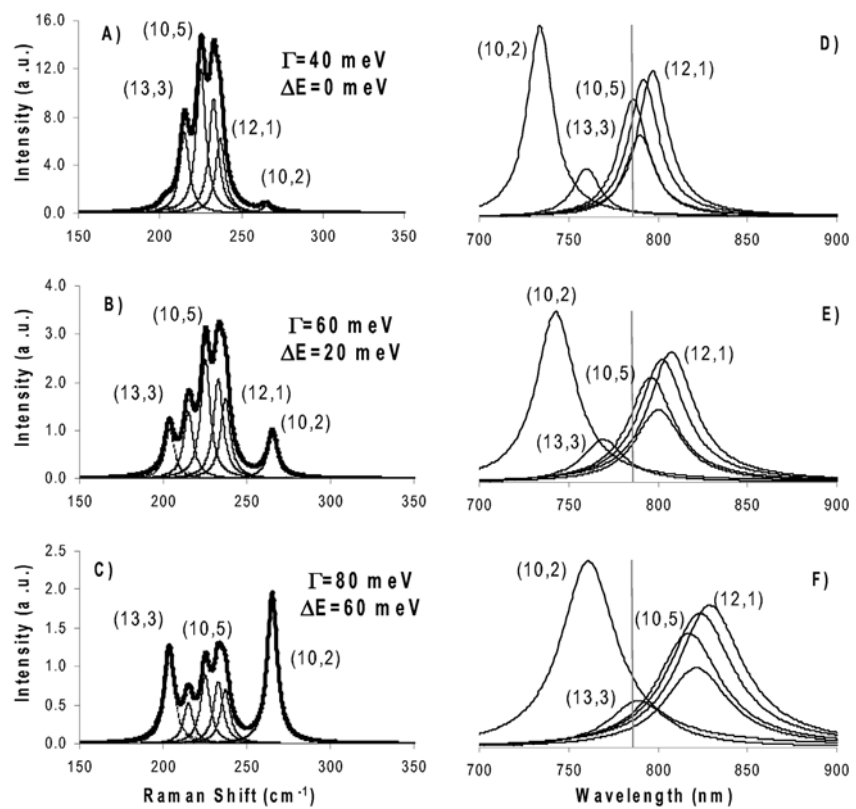 A)
(10,5)
Γ=40 meV
ΔE=0 meV
(13,3)
(12,1)
(10,2)
16.0
12.0
8.0
4.0
0.0
150 200 250 300 350
Intensity (a .u.)
D)
(10,2)
(12,1)
(10,5)
(13,3)
700 750 800 850 900
B)
(10,5)
Γ=60 meV
ΔE=20 meV
(13,3)
(12,1)
(10,2)
4.0
3.0
2.0
1.0
0.0
150 200 250 300 350
Intensity (a .u.)
E)
(10,2)
(12,1)
(10,5)
(13,3)
700 750 800 850 900
C)
Γ=80 meV
ΔE=60 meV
(13,3)
(10,5)
(10,2)
2.5
2.0
1.5
1.0
0.5
0.0
150 200 250 300 350
Intensity (a .u.)
Raman Shift (cm⁻¹)
F)
(10,2)
(12,1)
(10,5)
(13,3)
700 750 800 850 900
Wavelength (nm)